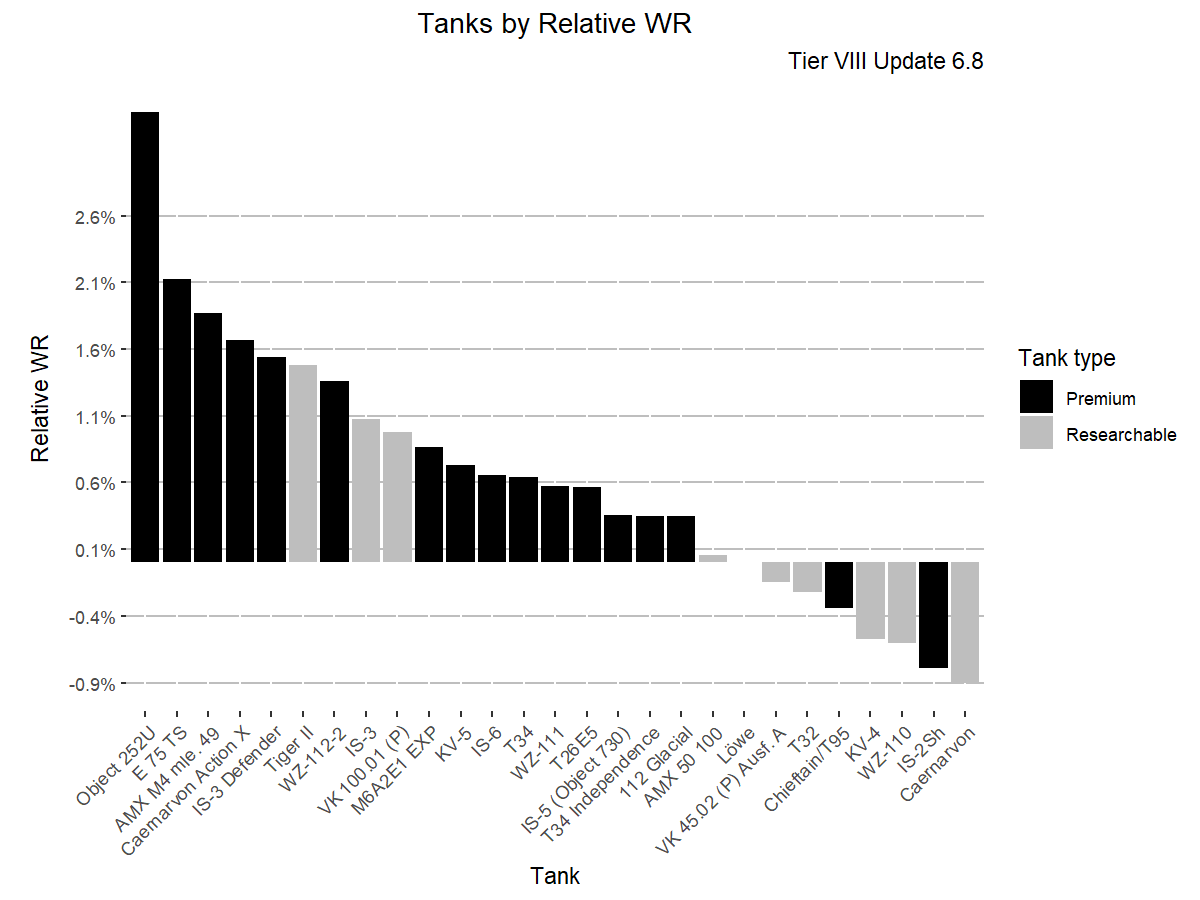 Tanks by Relative WR
Tier VIII Update 6.8
Relative WR
2.6%
2.1%
1.6%
1.1%
0.6%
0.1%
-0.4%
-0.9%
Object 252U
E 75 TS
AMX M4 mle. 49
Caernarvon Action X
IS-3 Defender
Tiger II
WZ-112-2
IS-3
VK 100.01 (P)
M6A2E1 EXP
KV-5
IS-6
T34
WZ-111
T26E5
IS-5 (Object 730)
T34 Independence
112 Glacial
AMX 50 100
Löwe
VK 45.02 (P) Ausf. A
T32
Chieftain/T95
KV-4
WZ-110
IS-2Sh
Caernarvon
Tank
Tank type
Premium
Researchable